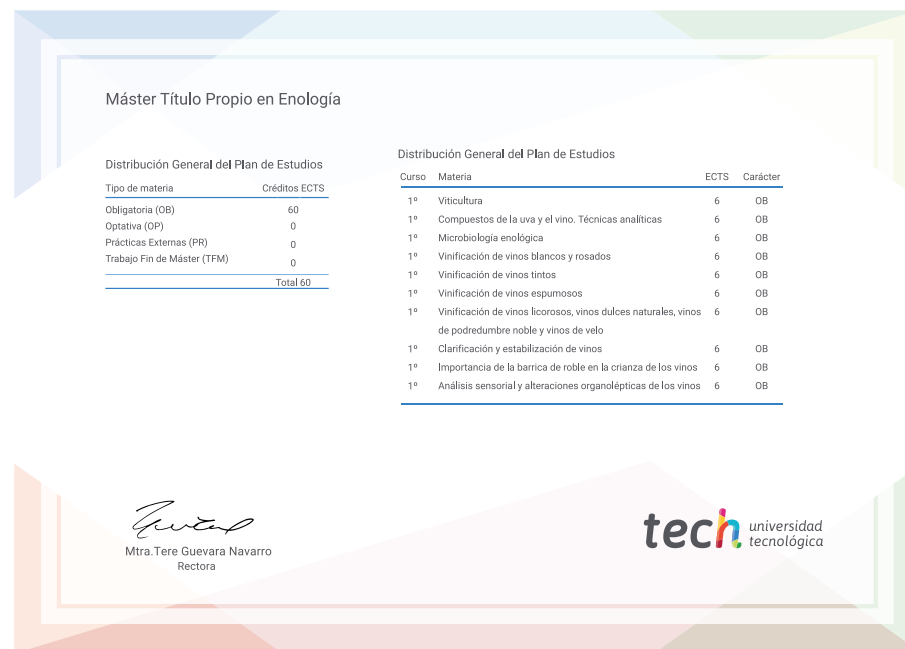 Máster Título Propio en Enología
Distribución General del Plan de Estudios
Tipo de materia Créditos ECTS
Obligatoria (OB) 60
Optativa (OP) 0
Prácticas Externas (PR) 0
Trabajo Fin de Máster (TFM) 0
Total 60
Distribución General del Plan de Estudios
Curso Materia ECTS Carácter
1º Viticultura 6 OB
1º Compuestos de la uva y el vino. Técnicas analíticas 6 OB
1º Microbiología enológica 6 OB
1º Vinificación de vinos blancos y rosados 6 OB
1º Vinificación de vinos tintos 6 OB
1º Vinificación de vinos espumosos 6 OB
1º Vinificación de vinos licorosos, vinos dulces naturales, vinos 6 OB
de podredumbre noble y vinos de velo
1º Clarificación y estabilización de vinos 6 OB
1º Importancia de la barrica de roble en la crianza de los vinos 6 OB
1º Análisis sensorial y alteraciones organolépticas de los vinos 6 OB
Mtra.Tere Guevara Navarro
Rectora
tech universidad
tecnológica